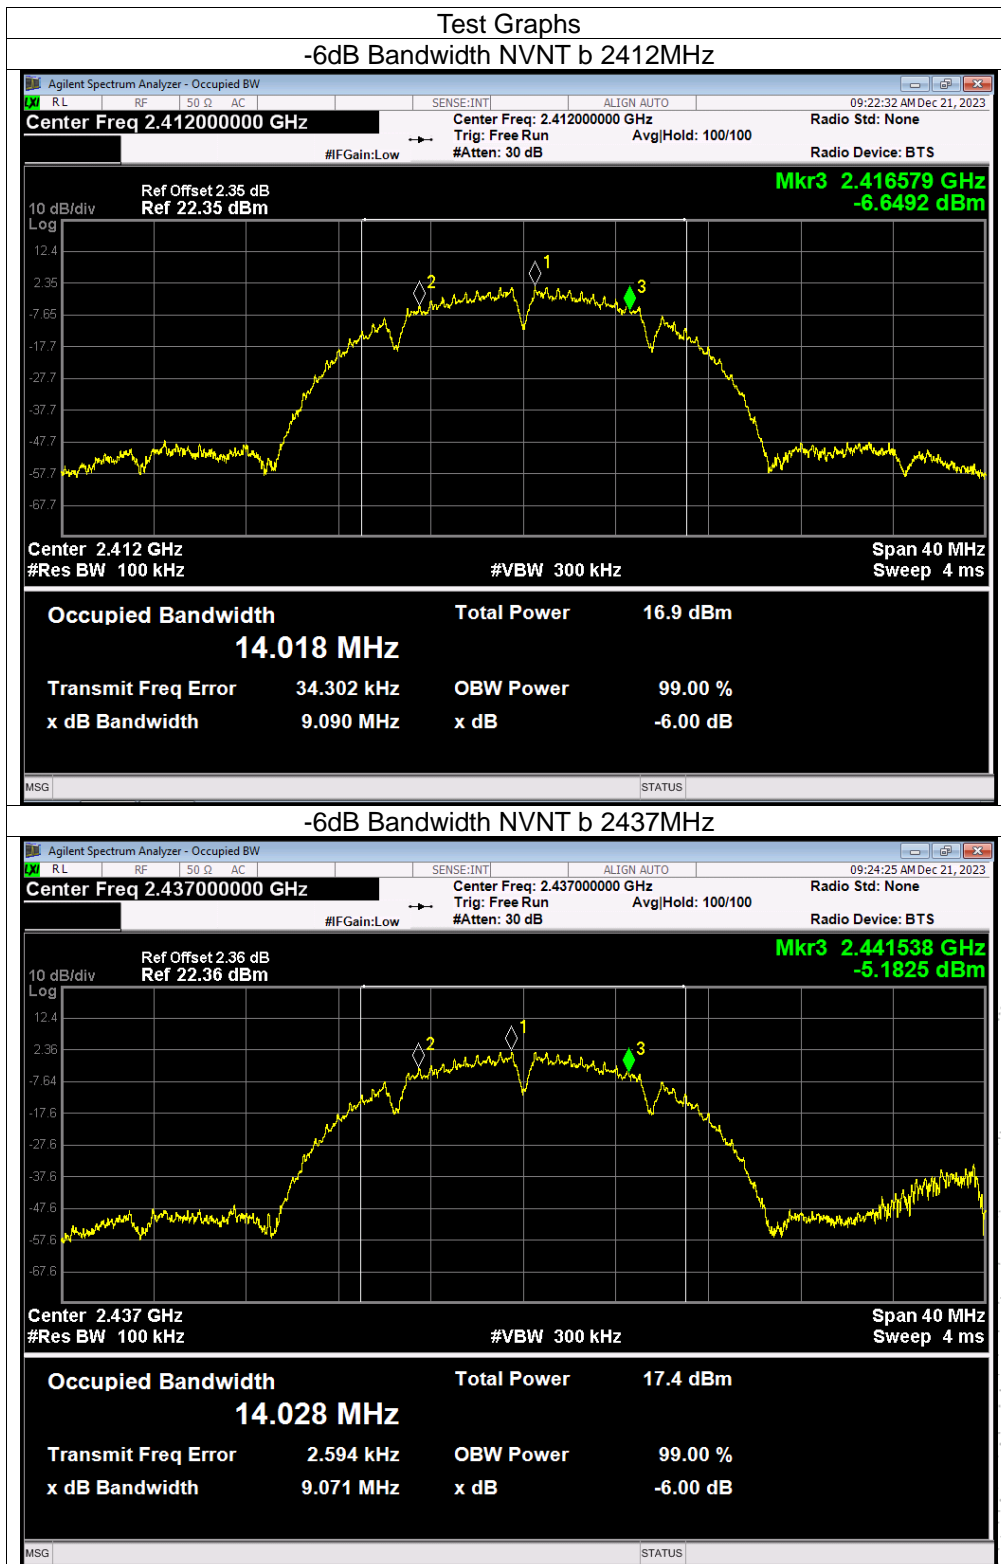 Test Graphs
-6dB Bandwidth NVNT b 2412MHz
Agilent Spectrum Analyzer - Occupied BW
LXI RL RF 50 Ω AC SENSE:INT ALIGN AUTO 09:22:32 AM Dec 21, 2023
Center Freq 2.412000000 GHz Center Freq: 2.412000000 GHz Radio Std: None
Trig: Free Run Avg|Hold: 100/100
#IFGain:Low #Atten: 30 dB Radio Device: BTS
Mkr3 2.416579 GHz
Ref Offset 2.35 dB
10 dB/div Ref 22.35 dBm -6.6492 dBm
Log
12.4
2.35
-7.65
-17.7
-27.7
-37.7
-47.7
-57.7
-67.7
2
1
3
Center 2.412 GHz Span 40 MHz
#Res BW 100 kHz #VBW 300 kHz Sweep 4 ms
Occupied Bandwidth Total Power 16.9 dBm
14.018 MHz
Transmit Freq Error 34.302 kHz OBW Power 99.00 %
x dB Bandwidth 9.090 MHz x dB -6.00 dB
MSG STATUS
-6dB Bandwidth NVNT b 2437MHz
Agilent Spectrum Analyzer - Occupied BW
LXI RL RF 50 Ω AC SENSE:INT ALIGN AUTO 09:24:25 AM Dec 21, 2023
Center Freq 2.437000000 GHz Center Freq: 2.437000000 GHz Radio Std: None
Trig: Free Run Avg|Hold: 100/100
#IFGain:Low #Atten: 30 dB Radio Device: BTS
Mkr3 2.441538 GHz
Ref Offset 2.36 dB
10 dB/div Ref 22.36 dBm -5.1825 dBm
Log
12.4
2.36
-7.64
-17.6
-27.6
-37.6
-47.6
-57.6
-67.6
2
1
3
Center 2.437 GHz Span 40 MHz
#Res BW 100 kHz #VBW 300 kHz Sweep 4 ms
Occupied Bandwidth Total Power 17.4 dBm
14.028 MHz
Transmit Freq Error 2.594 kHz OBW Power 99.00 %
x dB Bandwidth 9.071 MHz x dB -6.00 dB
MSG STATUS